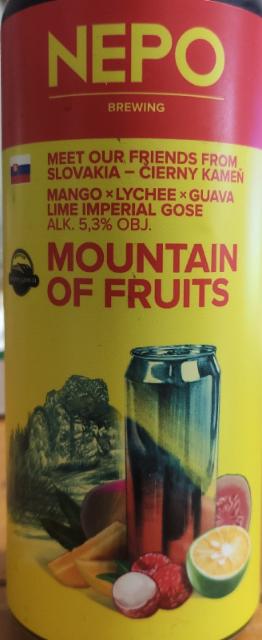 NEPO
BREWING
MEET OUR FRIENDS FROM
SLOVAKIA – ČIERNY KAMEŇ
MANGO × LYCHEE × GUAVA
LIME IMPERIAL GOSE
ALK. 5,3% OBJ.
MOUNTAIN
OF FRUITS